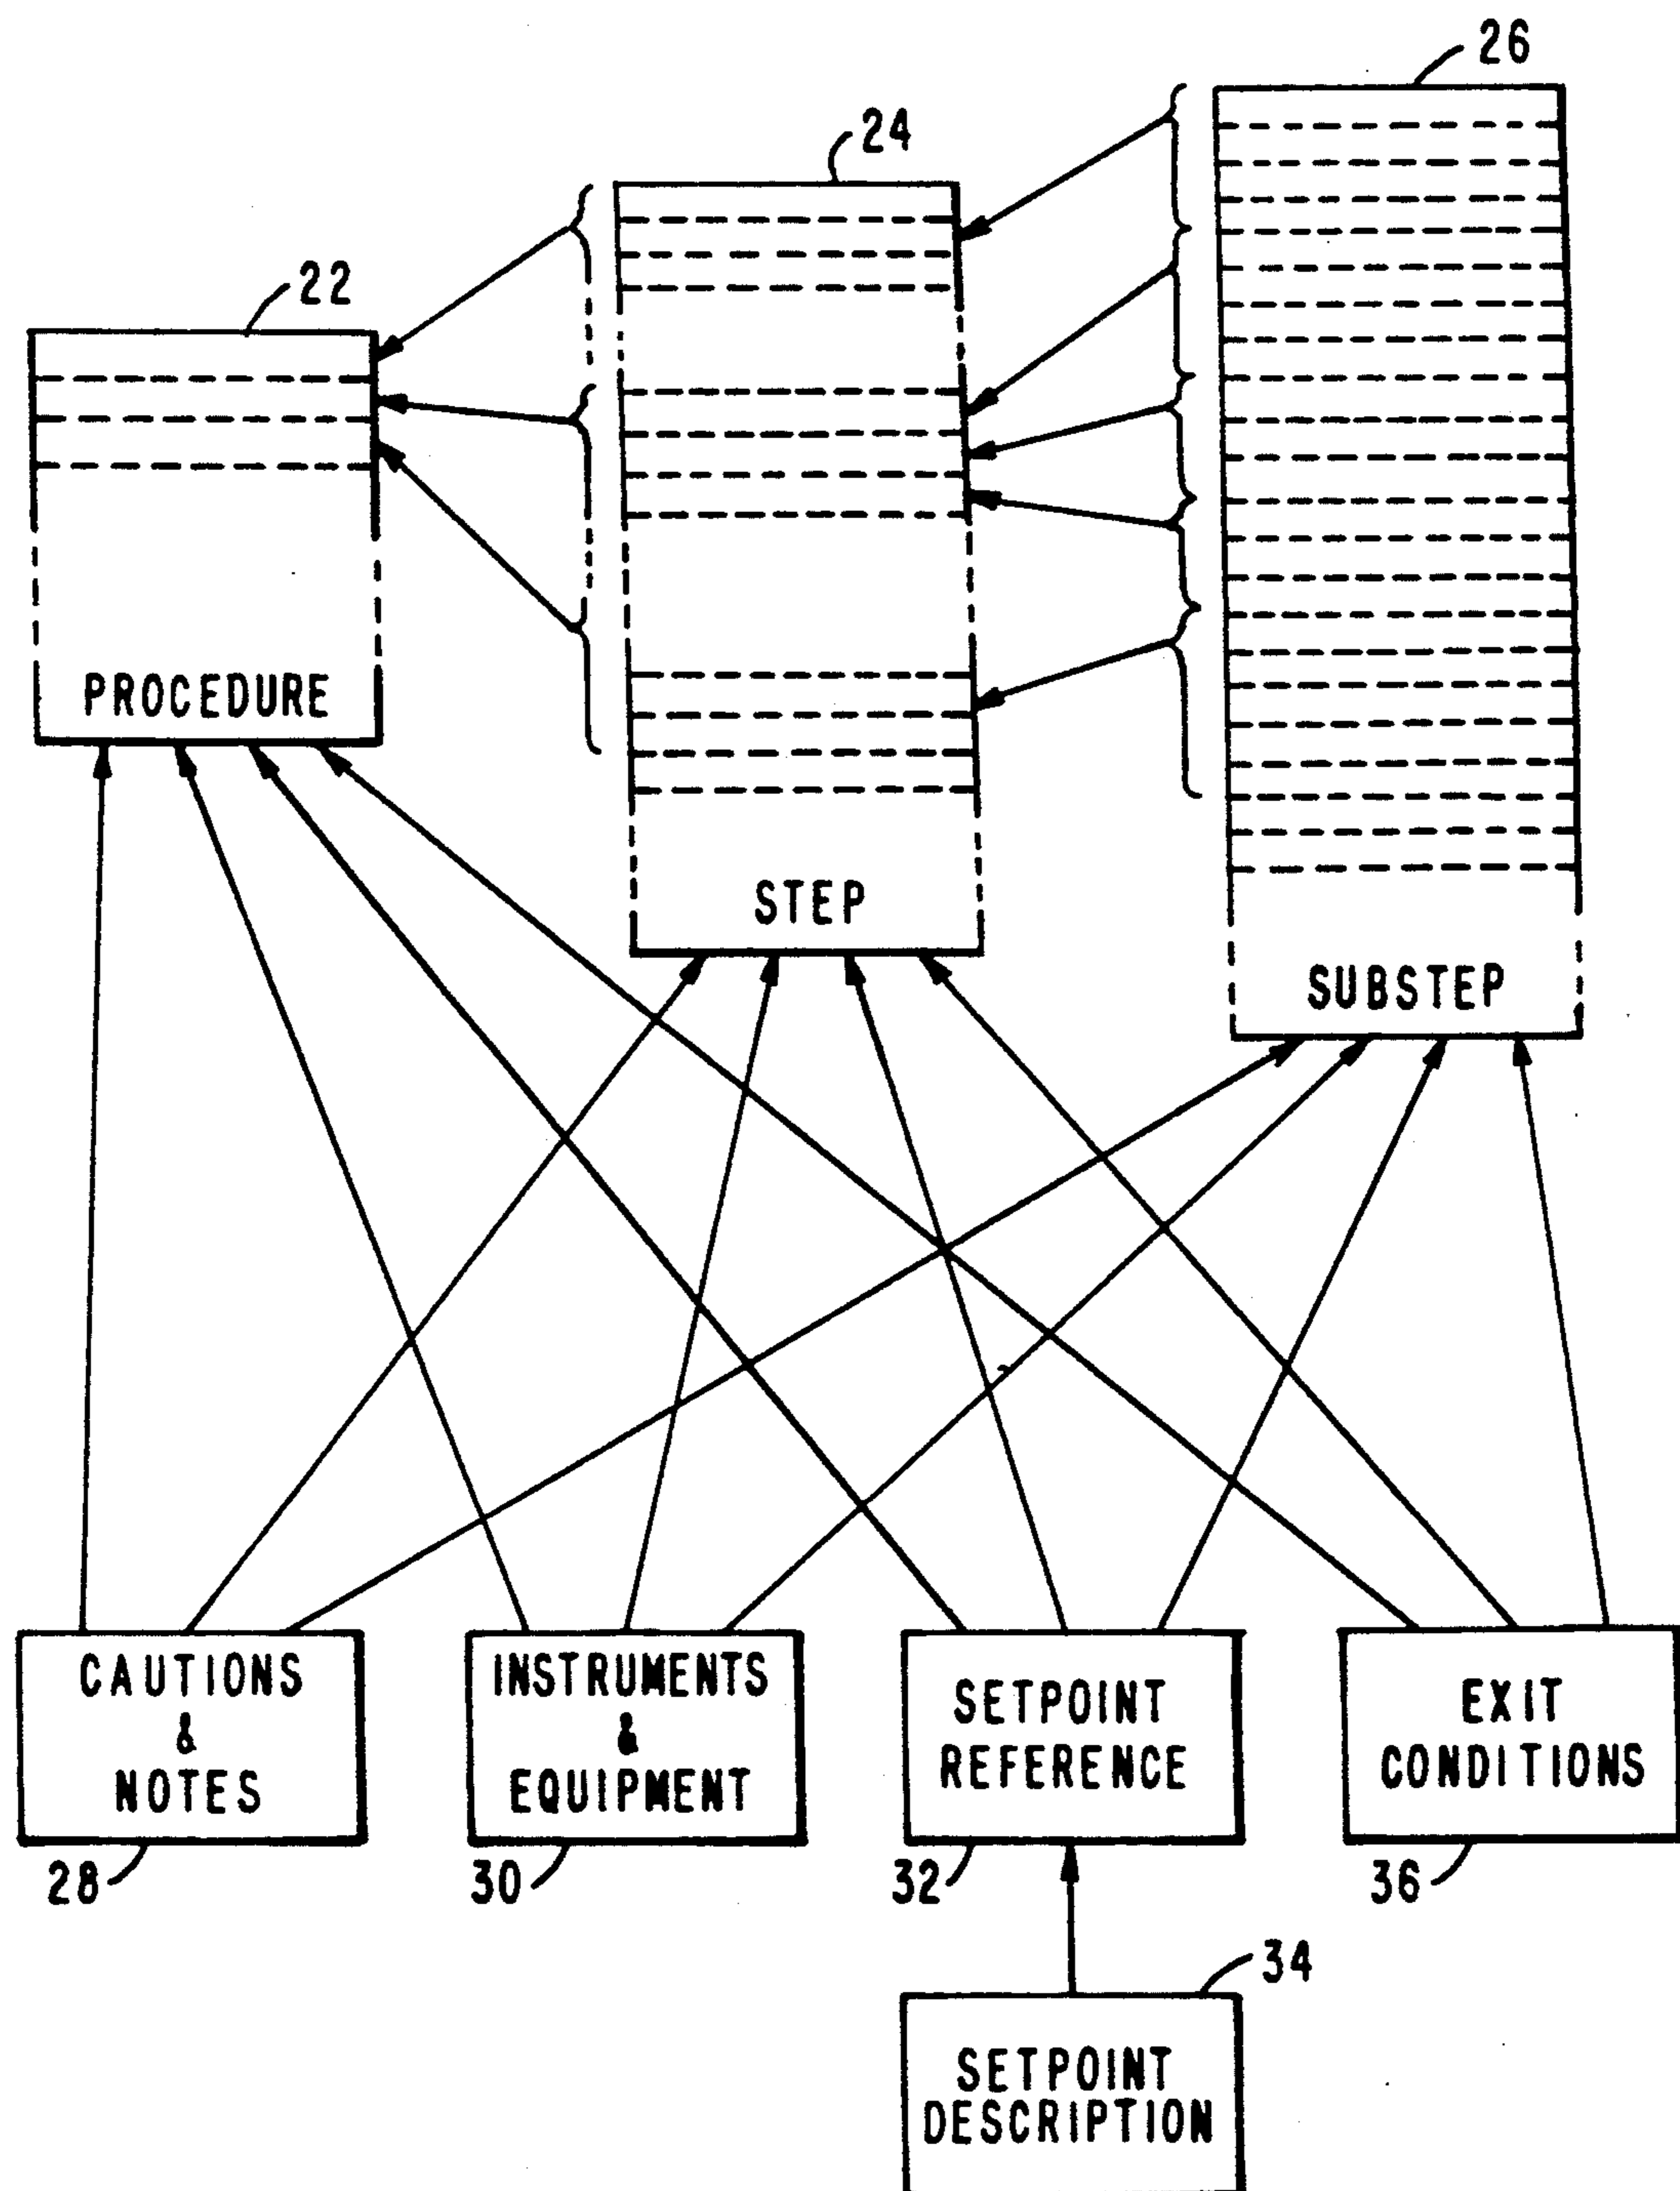 26
24
22
PROCEDURE
STEP
SUBSTEP
CAUTIONS
&
NOTES
INSTRUMENTS
&
EQUIPMENT
SETPOINT
REFERENCE
EXIT
CONDITIONS
28
30
32
36
34
SETPOINT
DESCRIPTION